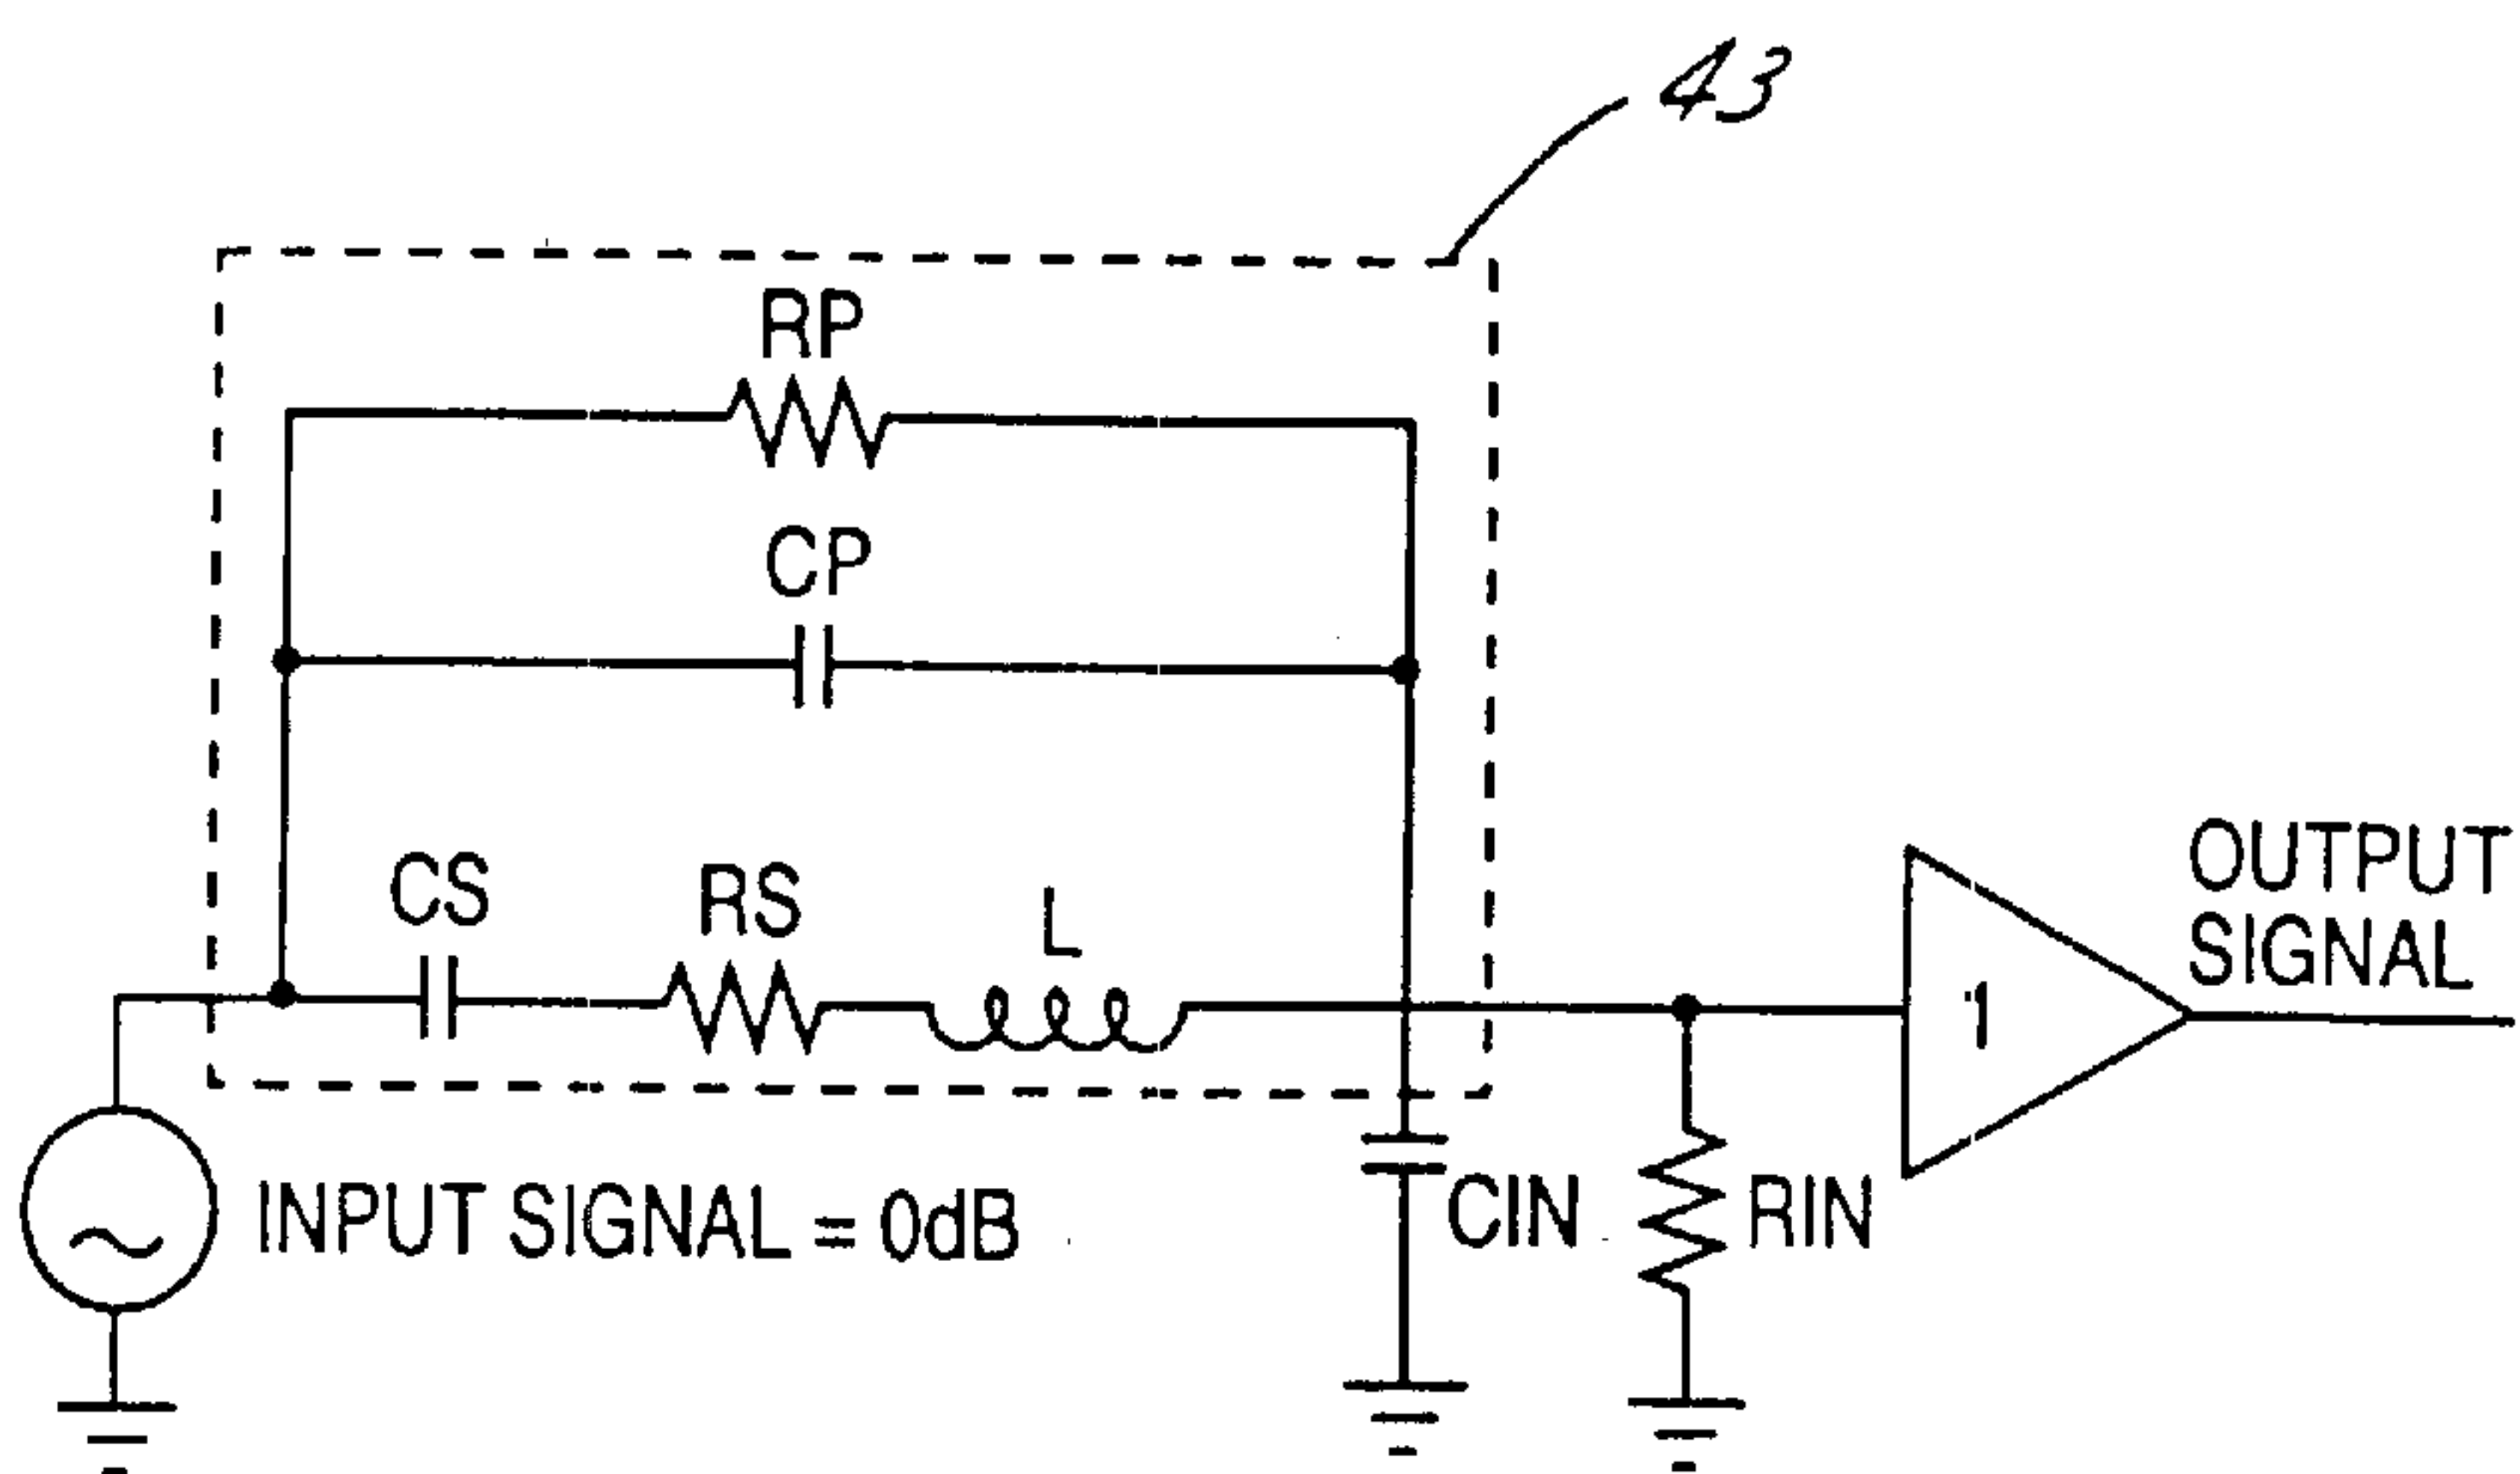 43
RP
CP
CS
RS
L
OUTPUT
SIGNAL
1
INPUT SIGNAL = 0dB
CIN
RIN